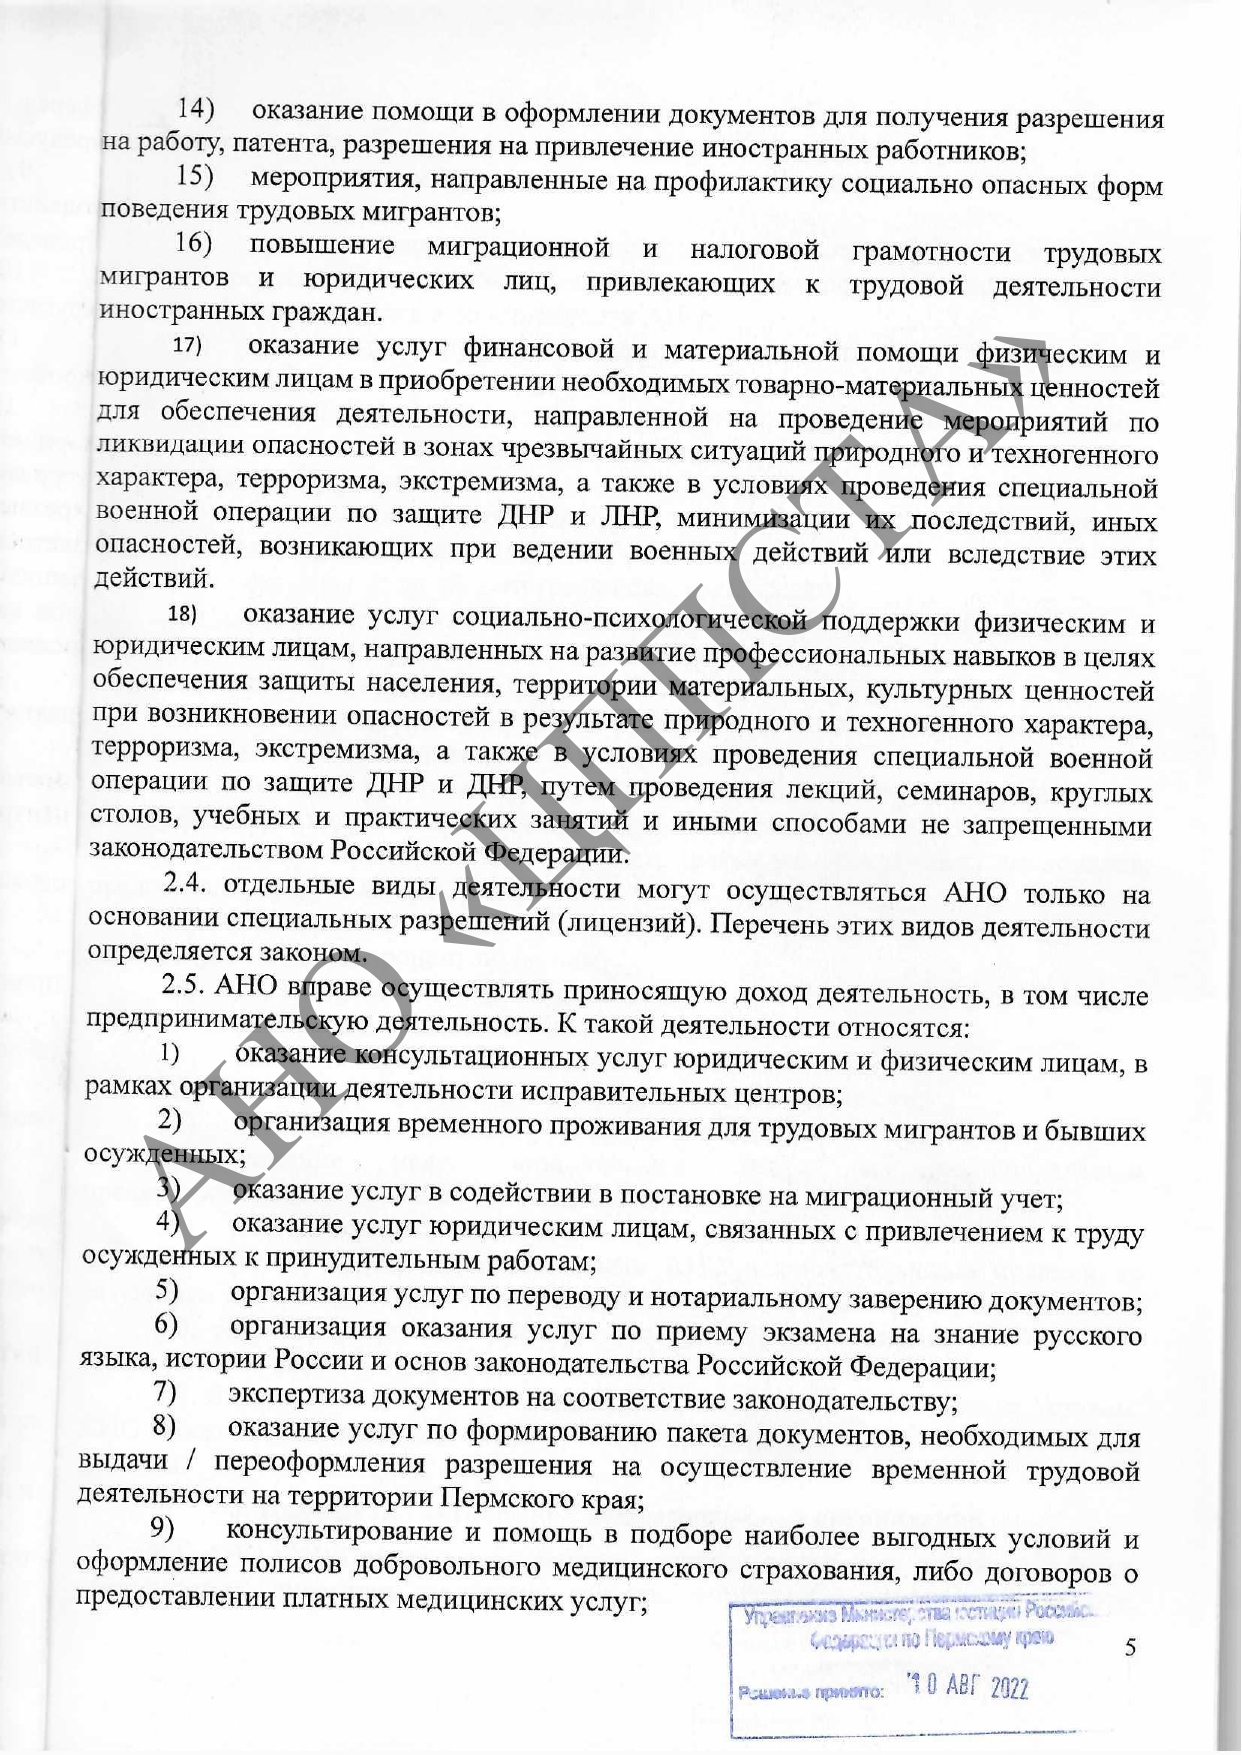 14) оказание помощи в оформлении документов для получения разрешения
на работу, патента, разрешения на привлечение иностранных работников;
15) мероприятия, направленные на профилактику социально опасных форм
поведения трудовых мигрантов;
16) повышение миграционной и налоговой грамотности трудовых
мигрантов и юридических лиц, привлекающих к трудовой деятельности
иностранных граждан.
17) оказание услуг финансовой и материальной помощи физическим и
юридическим лицам в приобретении необходимых товарно-материальных ценностей
для обеспечения деятельности, направленной на проведение мероприятий по
ликвидации опасностей в зонах чрезвычайных ситуаций природного и техногенного
характера, терроризма, экстремизма, а также в условиях проведения специальной
военной операции по защите ДНР и ЛНР, минимизации их последствий, иных
опасностей, возникающих при ведении военных действий или вследствие этих
действий.
18) оказание услуг социально-психологической поддержки физическим и
юридическим лицам, направленных на развитие профессиональных навыков в целях
обеспечения защиты населения, территории материальных, культурных ценностей
при возникновении опасностей в результате природного и техногенного характера,
терроризма, экстремизма, а также в условиях проведения специальной военной
операции по защите ДНР и ДНР, путем проведения лекций, семинаров, круглых
столов, учебных и практических занятий и иными способами не запрещенными
законодательством Российской Федерации.
2.4. отдельные виды деятельности могут осуществляться АНО только на
основании специальных разрешений (лицензий). Перечень этих видов деятельности
определяется законом.
2.5. АНО вправе осуществлять приносящую доход деятельность, в том числе
предпринимательскую деятельность. К такой деятельности относятся:
1) оказание консультационных услуг юридическим и физическим лицам, в
рамках организации деятельности исправительных центров;
2) организация временного проживания для трудовых мигрантов и бывших
осужденных;
3) оказание услуг в содействии в постановке на миграционный учет;
4) оказание услуг юридическим лицам, связанных с привлечением к труду
осужденных к принудительным работам;
5) организация услуг по переводу и нотариальному заверению документов;
6) организация оказания услуг по приему экзамена на знание русского
языка, истории России и основ законодательства Российской Федерации;
7) экспертиза документов на соответствие законодательству;
8) оказание услуг по формированию пакета документов, необходимых для
выдачи / переоформления разрешения на осуществление временной трудовой
деятельности на территории Пермского края;
9) консультирование и помощь в подборе наиболее выгодных условий и
оформление полисов добровольного медицинского страхования, либо договоров о
предоставлении платных медицинских услуг;
АНО «ЦППСТА»
Управление Министерства юстиции
Федерации по Пермскому краю
Решение принято: 10 АВГ 2022
5